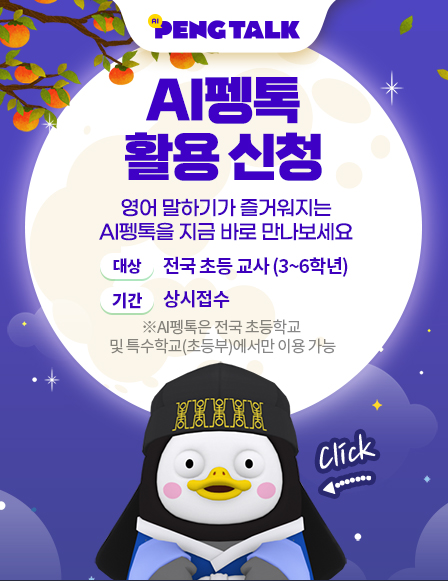 AI
PENGTALK
AI펭톡
활용 신청
영어 말하기가 즐거워지는
AI펭톡을 지금 바로 만나보세요
대상 전국 초등 교사 (3~6학년)
기간 상시접수
※AI펭톡은 전국 초등학교
및 특수학교(초등부)에서만 이용 가능
Click